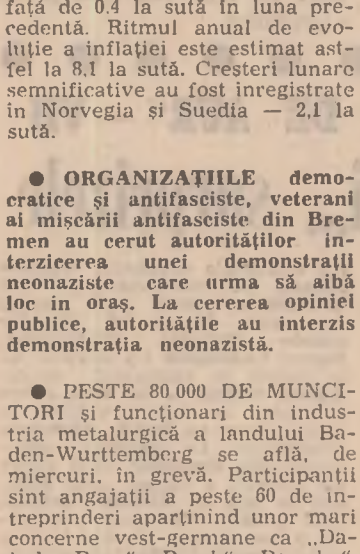 față de 0.4 la sută în luna pre-
cedentă. Ritmul anual de evo-
luție a inflației este estimat ast-
fel la 8,1 la sută. Creșteri lunare
semnificative au fost inregistrate
în Norvegia și Suedia — 2,1 la
sută.
● ORGANIZAȚIILE demo-
cratice și antifasciste, veterani
ai mișcării antifasciste din Bre-
men au cerut autorităților in-
terzicerea unei demonstrații
neonaziste care urma să aibă
loc in oraș. La cererea opiniei
publice, autoritățile au interzis
demonstrația neonazistă.
● PESTE 80 000 DE MUNCI-
TORI și funcționari din indus-
tria metalurgică a landului Ba-
den-Wurttemberg se află, de
miercuri, în grevă. Participanții
sint angajații a peste 60 de in-
treprinderi aparținind unor mari
concerne vest-germane ca „Da-